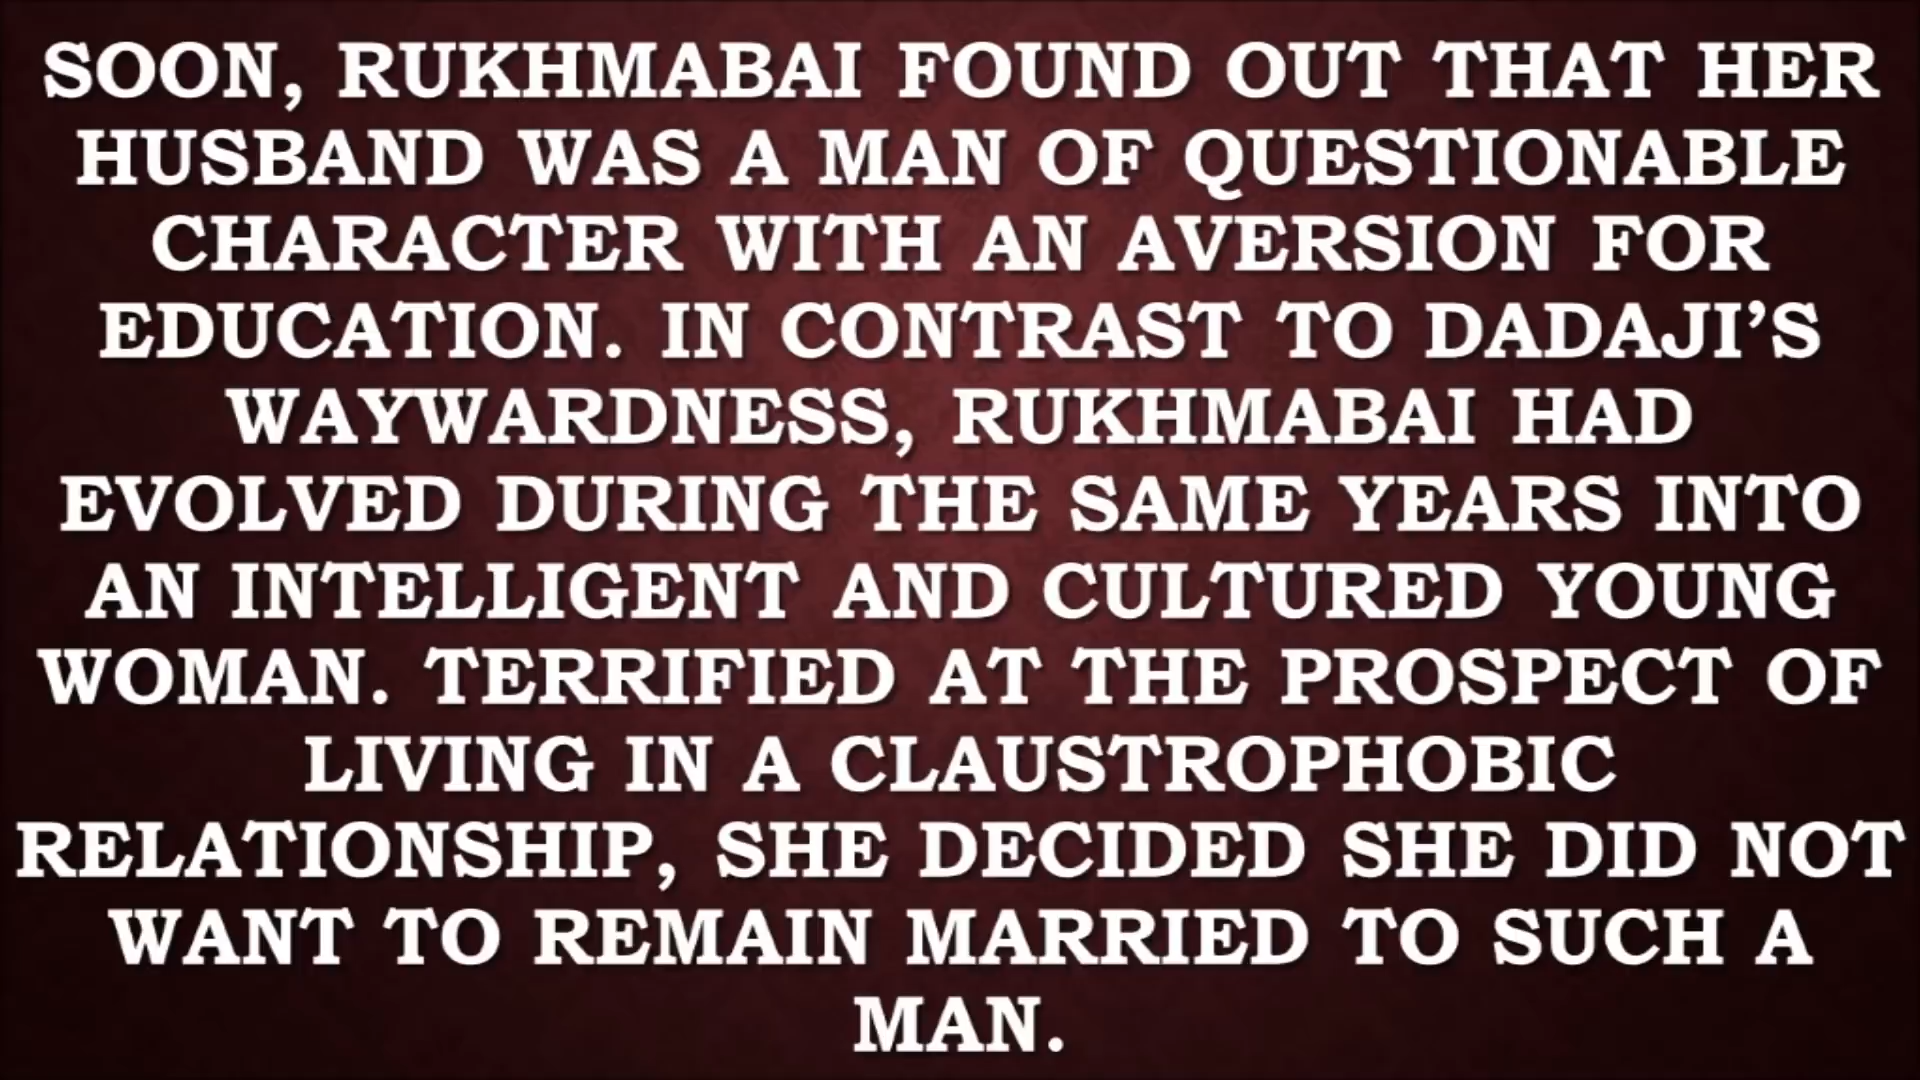 SOON, RUKHMABAI FOUND OUT THAT HER
HUSBAND WAS A MAN OF QUESTIONABLE
CHARACTER WITH AN AVERSION FOR
EDUCATION. IN CONTRAST TO DADAJI’S
WAYWARDNESS, RUKHMABAI HAD
EVOLVED DURING THE SAME YEARS INTO
AN INTELLIGENT AND CULTURED YOUNG
WOMAN. TERRIFIED AT THE PROSPECT OF
LIVING IN A CLAUSTROPHOBIC
RELATIONSHIP, SHE DECIDED SHE DID NOT
WANT TO REMAIN MARRIED TO SUCH A
MAN.